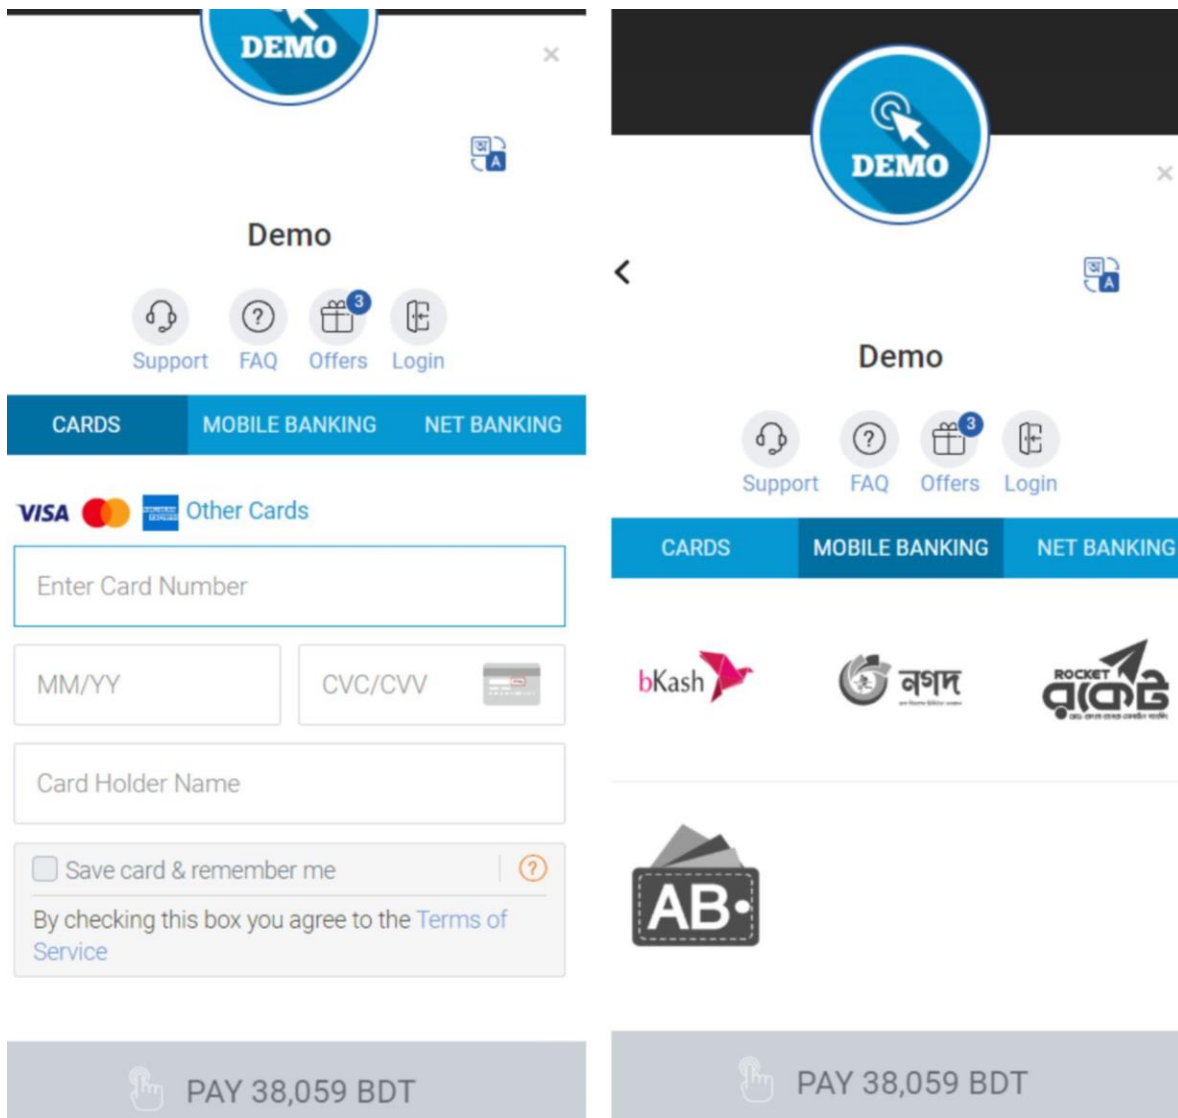 DEMO
×
অ
A
Demo
3
?
Support FAQ Offers Login
CARDS MOBILE BANKING NET BANKING
VISA Other Cards
Enter Card Number
MM/YY CVC/CVV
Card Holder Name
Save card & remember me ?
By checking this box you agree to the Terms of
Service
PAY 38,059 BDT
DEMO
×
অ
A
Demo
3
?
Support FAQ Offers Login
CARDS MOBILE BANKING NET BANKING
bKash নগদ ROCKET
রকেট
AB
PAY 38,059 BDT